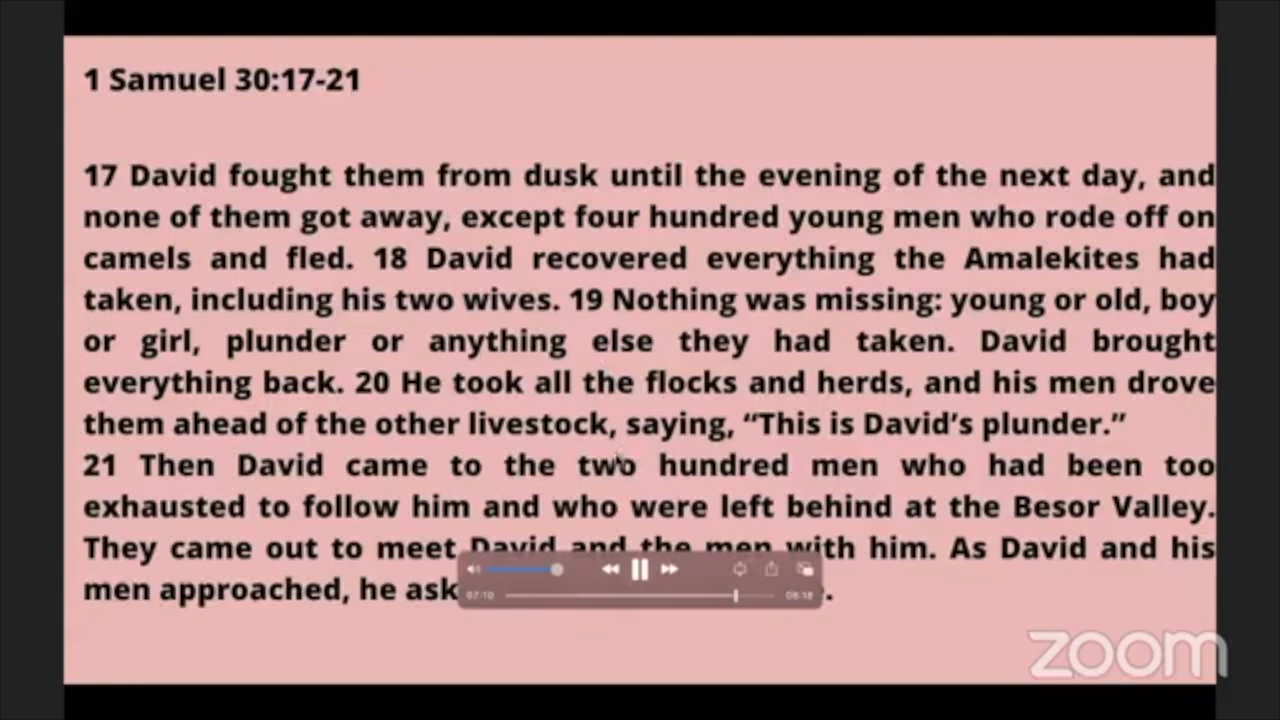 1 Samuel 30:17-21
17 David fought them from dusk until the evening of the next day, and
none of them got away, except four hundred young men who rode off on
camels and fled. 18 David recovered everything the Amalekites had
taken, including his two wives. 19 Nothing was missing: young or old, boy
or girl, plunder or anything else they had taken. David brought
everything back. 20 He took all the flocks and herds, and his men drove
them ahead of the other livestock, saying, “This is David’s plunder.”
21 Then David came to the two hundred men who had been too
exhausted to follow him and who were left behind at the Besor Valley.
They came out to meet David and the men with him. As David and his
men approached, he ask .
07:10 09:18
zoom